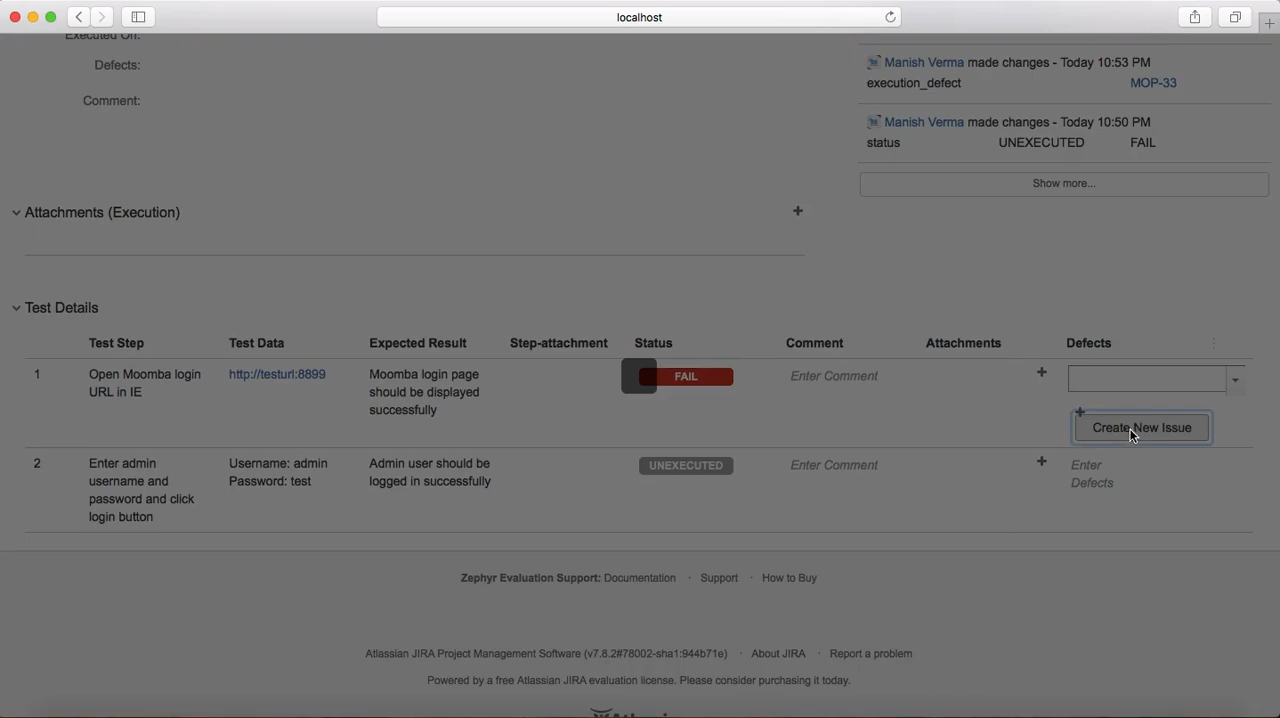 localhost
Executed On:
Defects:
Comment:
Manish Verma made changes - Today 10:53 PM
execution_defect MOP-33
Manish Verma made changes - Today 10:50 PM
status UNEXECUTED FAIL
Show more...
Attachments (Execution)
Test Details
Test Step Test Data Expected Result Step-attachment Status Comment Attachments Defects
1 Open Moomba login http://testurl:8899 Moomba login page FAIL Enter Comment
URL in IE should be displayed
successfully
Create New Issue
2 Enter admin Username: admin Admin user should be UNEXECUTED Enter Comment Enter
username and Password: test logged in successfully Defects
password and click
login button
Zephyr Evaluation Support: Documentation · Support · How to Buy
Atlassian JIRA Project Management Software (v7.8.2#78002-sha1:944b71e) · About JIRA · Report a problem
Powered by a free Atlassian JIRA evaluation license. Please consider purchasing it today.